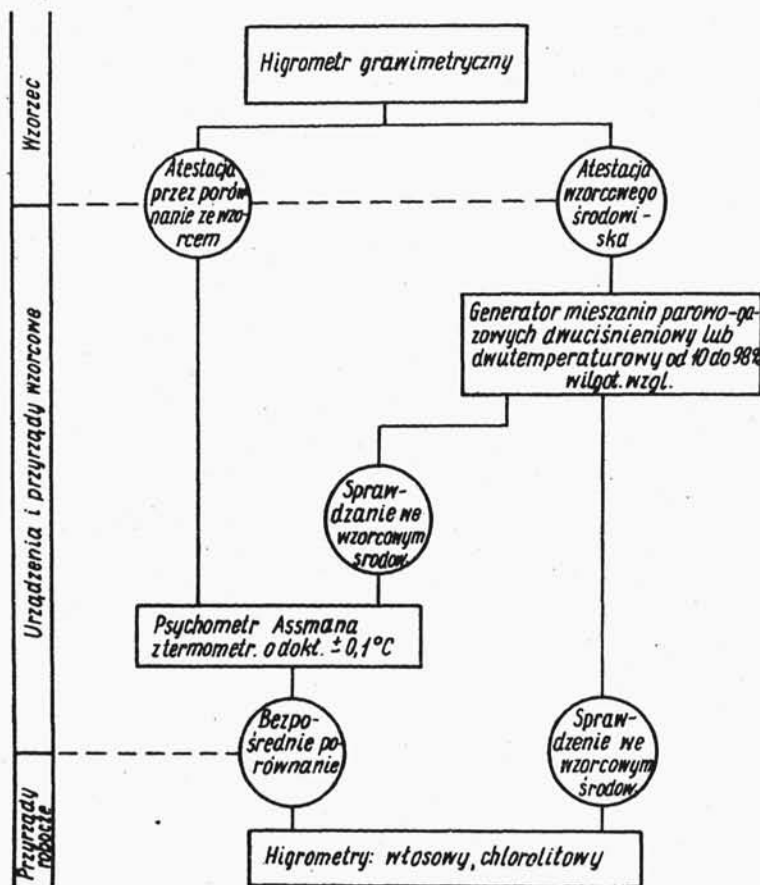 Wzorzec
Higrometr grawimetryczny
Atestacja
przez porów
nanie ze wzo-
rcem
Atestacja
wzorcowego
środowi-
ska
Urządzenia i przyrządy wzorcowe
Generator mieszanin parowo-ga-
zowych dwuciśnieniowy lub
dwutemperaturowy od 10 do 98%
wilgot. wzgl.
Spraw-
dzanie we
wzorcowym
srodow.
Psychometr Assmana
z termometr. o dokł. ± 0,1°C
Bezpo-
średnie po-
równanie
Spraw-
dzenie we
wzorcowym
środow.
Przyrządy
robocze
Higrometry: włosowy, chlorolitowy